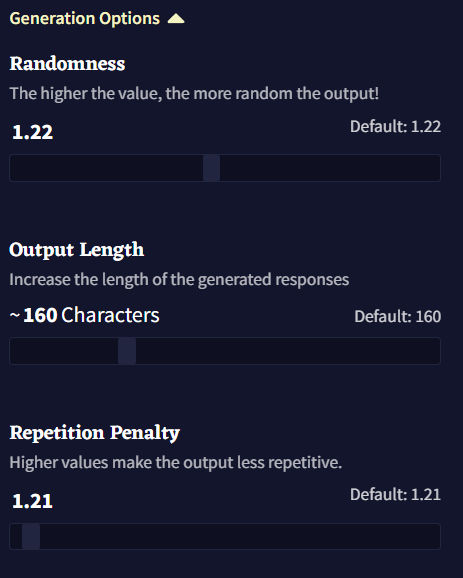 Generation Options
Randomness
The higher the value, the more random the output!
1.22
Default: 1.22
Output Length
Increase the length of the generated responses
~ 160 Characters
Default: 160
Repetition Penalty
Higher values make the output less repetitive.
1.21
Default: 1.21